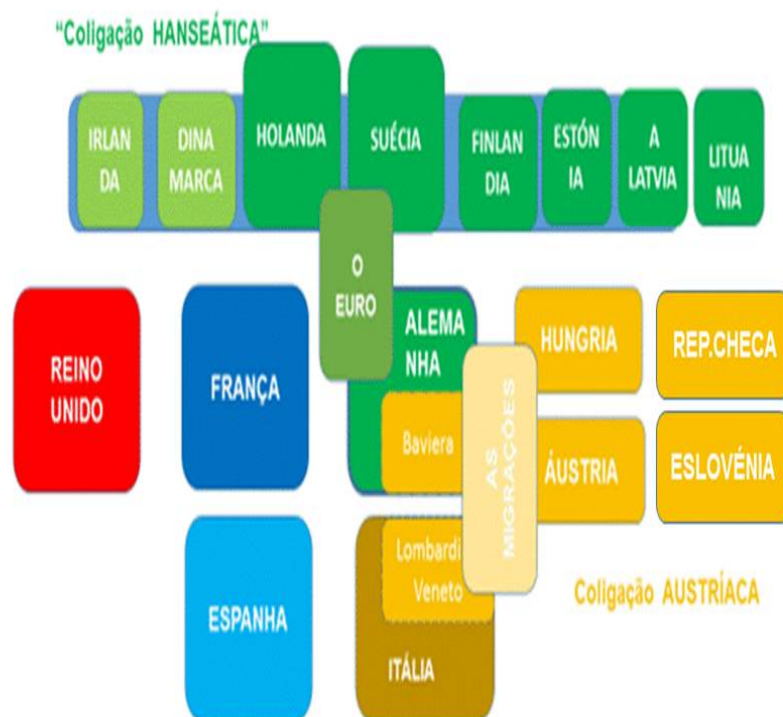 “Coligação HANSEÁTICA”
IRLAN
DA
DINA
MARCA
HOLANDA
SUÉCIA
FINLAN
DIA
ESTÓN
IA
A
LATVIA
LITUA
NIA
O
EURO
REINO
UNIDO
FRANÇA
ALEMA
NHA
Baviera
AS
MIGRAÇÕES
HUNGRIA
REP.CHECA
ÁUSTRIA
ESLOVÉNIA
ESPANHA
Lombardi
Veneto
ITÁLIA
Coligação AUSTRÍACA